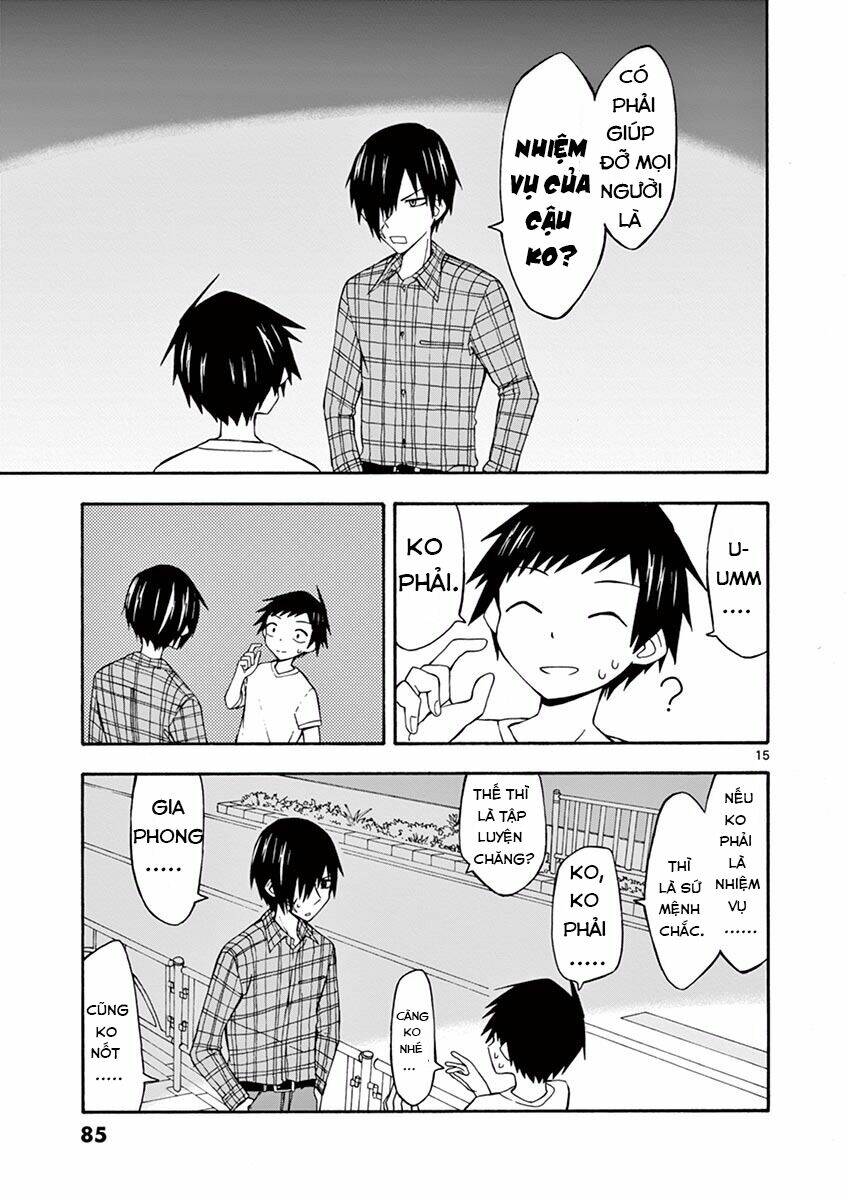 CÓ
PHẢI
GIÚP
ĐỠ MỌI
NGƯỜI
LÀ
NHIỆM
VỤ CỦA
CẬU
KO?
U-
UMM
.....
KO
PHẢI.
?
15
NẾU
KO
PHẢI
LÀ
NHIỆM
VỤ
......
THÌ
LÀ SỨ
MỆNH
CHẮC.
THẾ THÌ
LÀ TẬP
LUYỆN
CHĂNG?
KO,
KO
PHẢI
.....
GIA
PHONG
.....
CĂNG
KO
NHÉ
...
CŨNG
KO
NỐT
.....
85